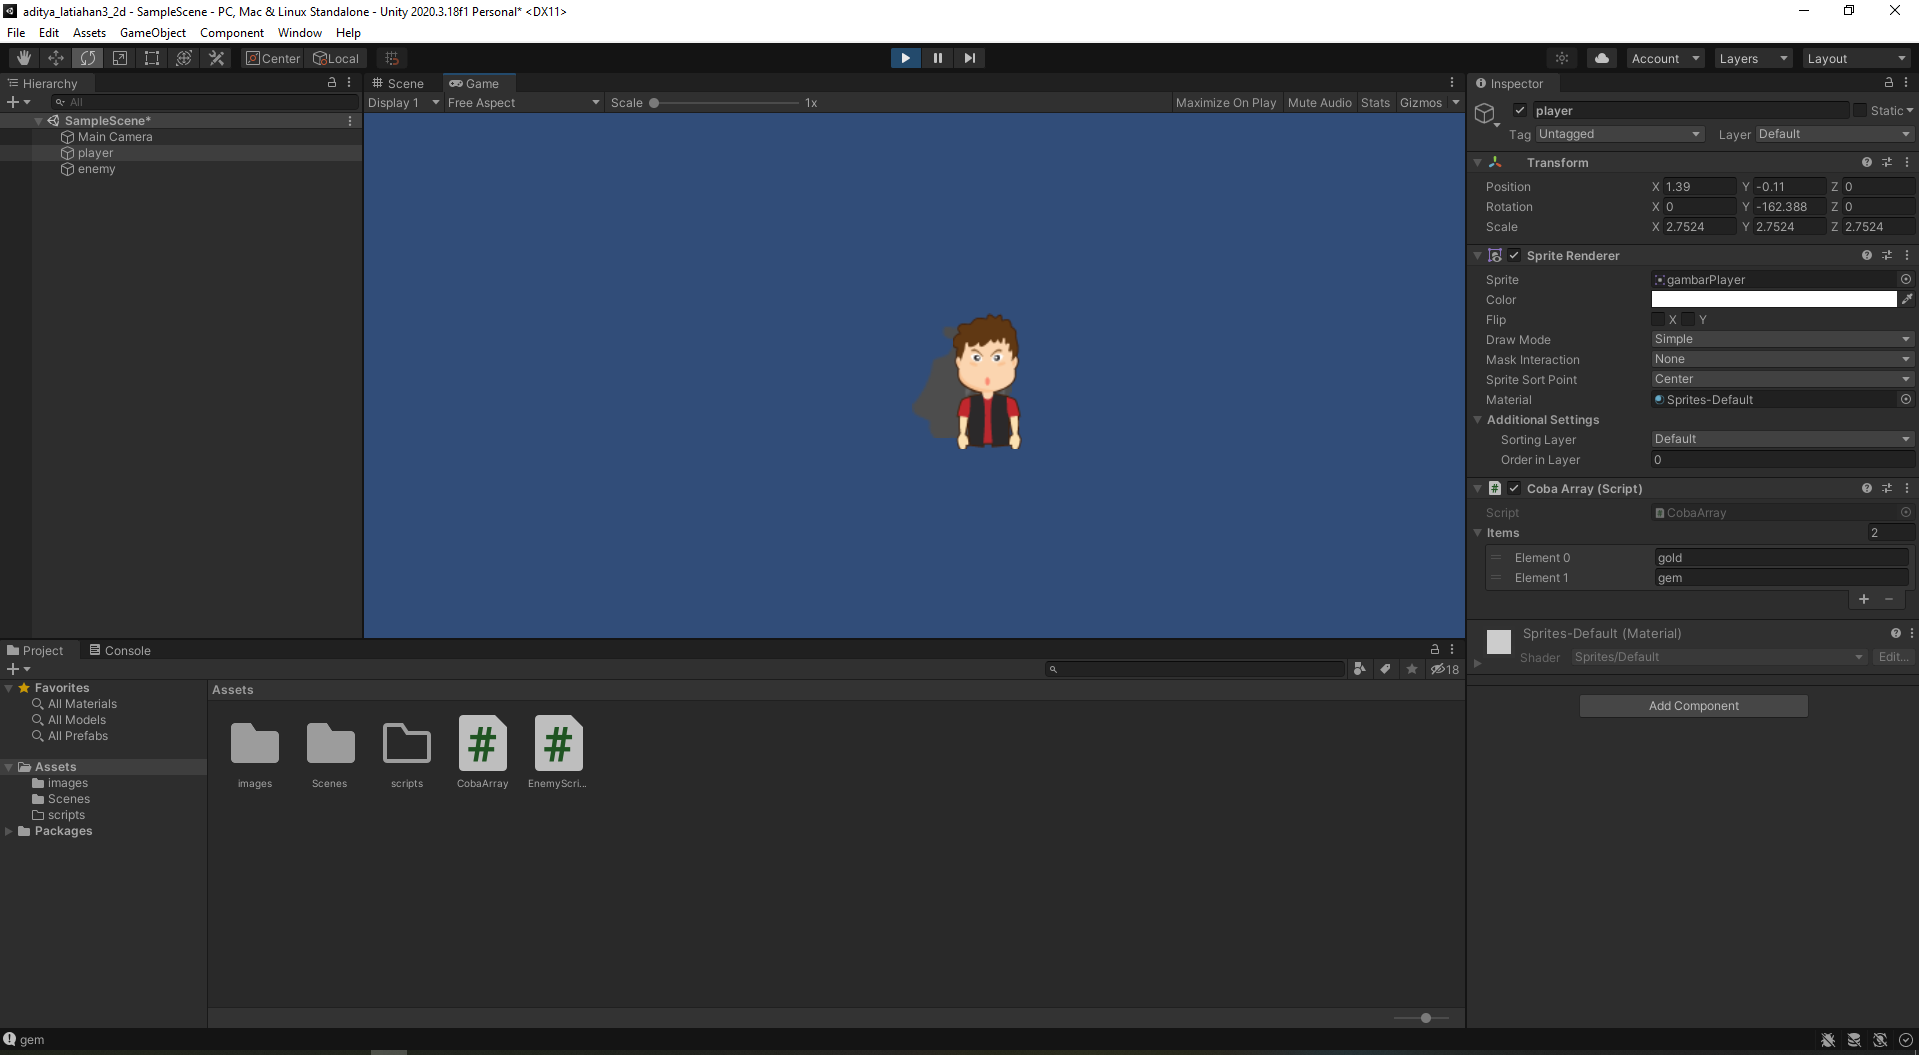 aditya_latiahan3_2d - SampleScene - PC, Mac & Linux Standalone - Unity 2020.3.18f1 Personal* <DX11>
File Edit Assets GameObject Component Window Help
Center Local Account Layers Layout
Hierarchy
All
SampleScene*
Main Camera
player
enemy
Scene Game
Display 1 Free Aspect Scale 1x Maximize On Play Mute Audio Stats Gizmos
Inspector
player Static
Tag Untagged Layer Default
Transform
Position X 1.39 Y -0.11 Z 0
Rotation X 0 Y -162.388 Z 0
Scale X 2.7524 Y 2.7524 Z 2.7524
Sprite Renderer
Sprite gambarPlayer
Color
Flip X Y
Draw Mode Simple
Mask Interaction None
Sprite Sort Point Center
Material Sprites-Default
Additional Settings
Sorting Layer Default
Order in Layer 0
# Coba Array (Script)
Script CobaArray
Items 2
Element 0 gold
Element 1 gem
Sprites-Default (Material)
Shader Sprites/Default Edit...
Add Component
Project Console
18
Favorites
All Materials
All Models
All Prefabs
Assets
images
Scenes
scripts
Packages
Assets
# #
images Scenes scripts CobaArray EnemyScri...
gem